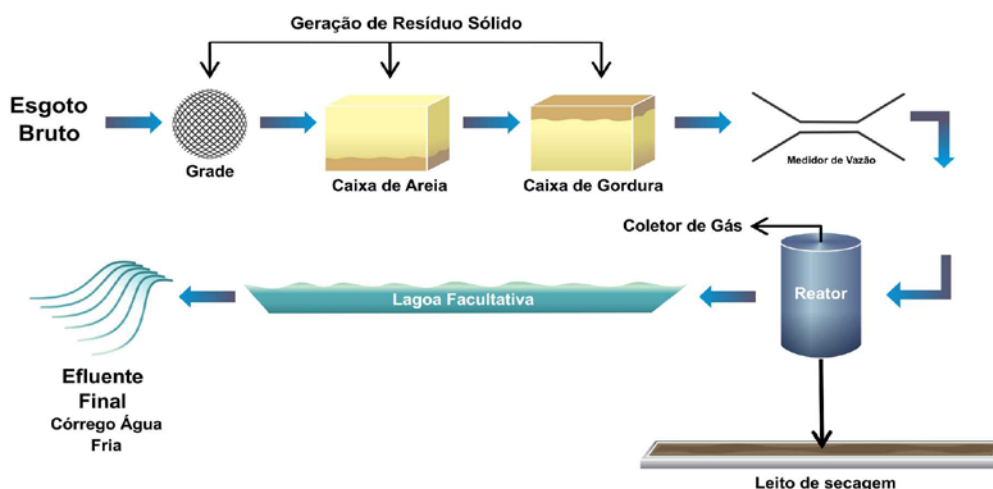 Geração de Resíduo Sólido
Esgoto
Bruto
Grade
Caixa de Areia
Caixa de Gordura
Medidor de Vazão
Coletor de Gás
Reator
Lagoa Facultativa
Efluente
Final
Córrego Água
Fria
Leito de secagem